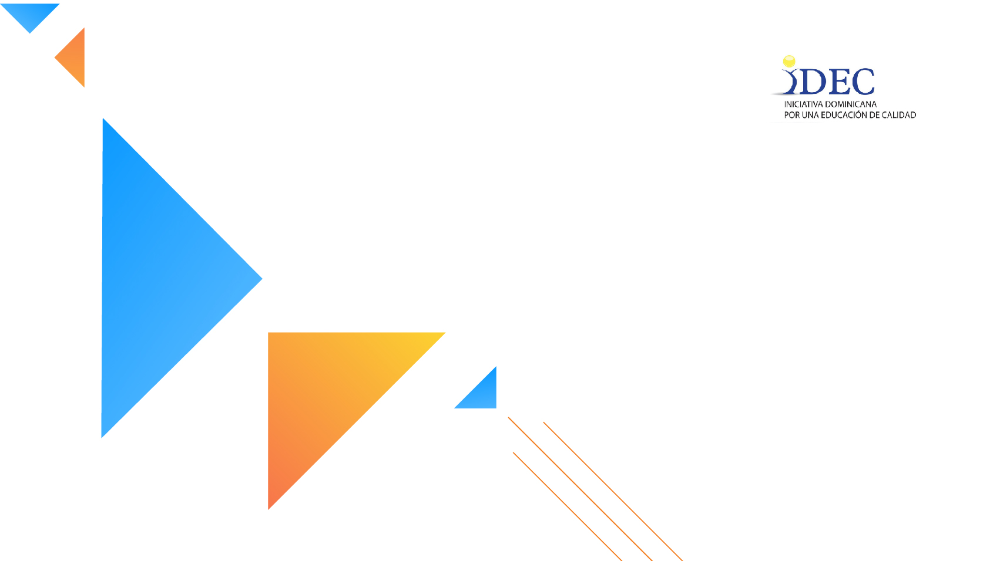 iDEC
INICIATIVA DOMINICANA
POR UNA EDUCACIÓN DE CALIDAD